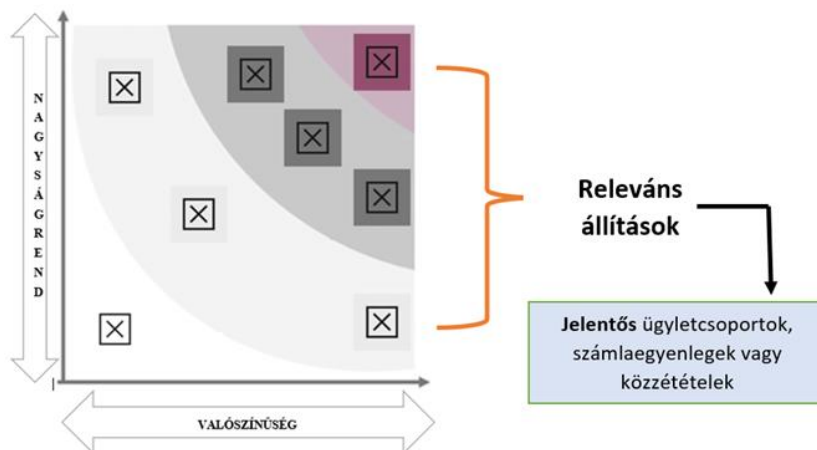 NAGYSÁGREND
Releváns
állítások
Jelentős ügyletcsoportok,
számlaegyenlegek vagy
közzétételek
VALÓSZÍNŰSÉG